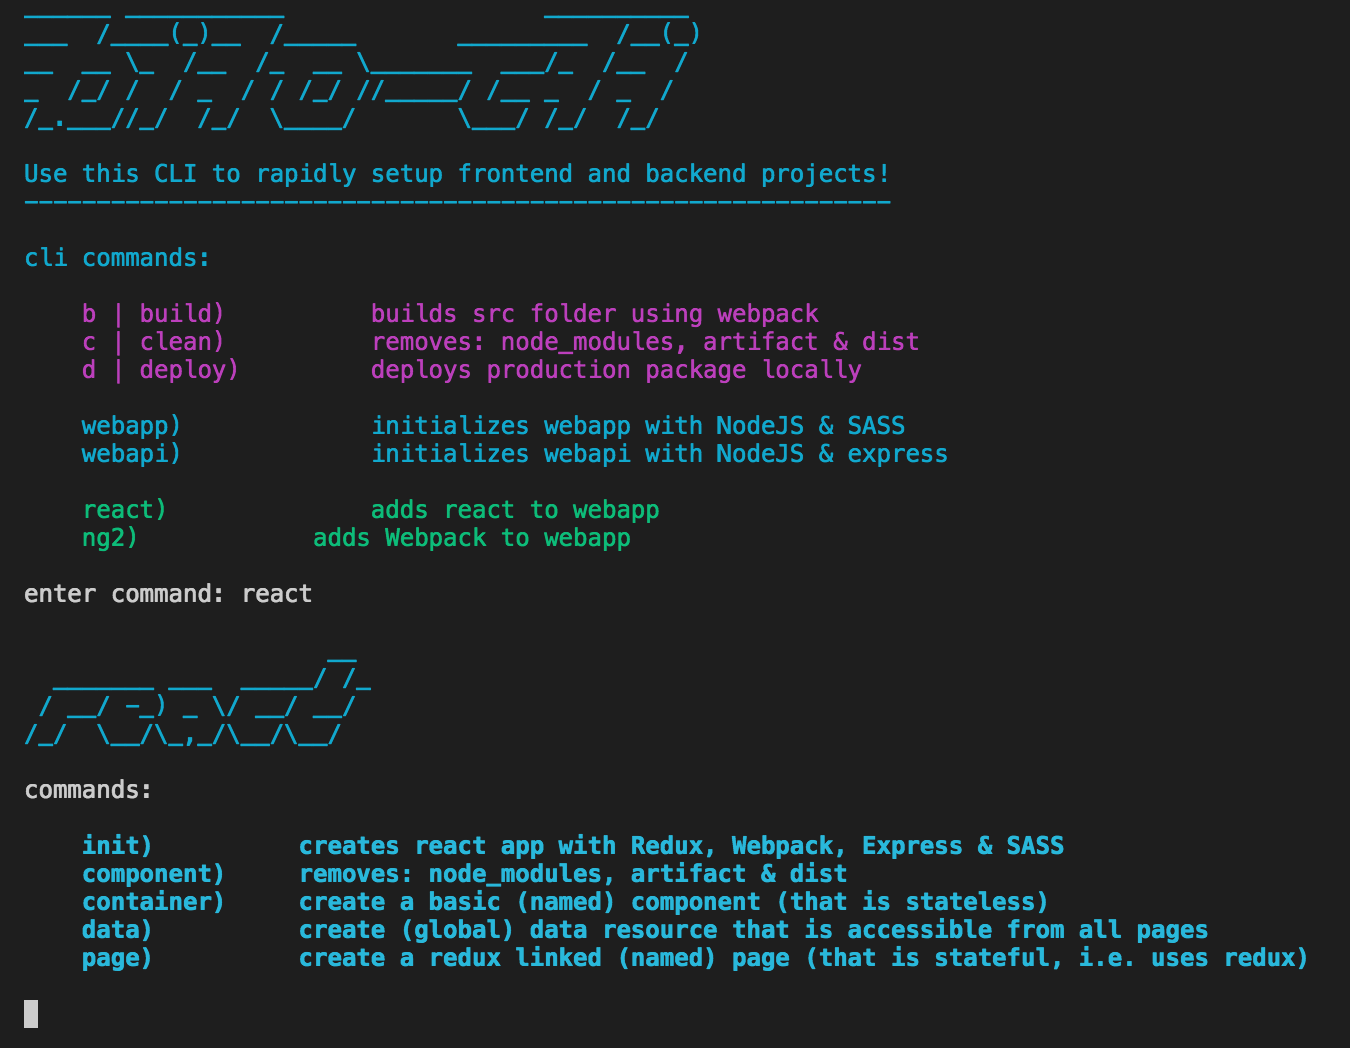 bilo-cli
Use this CLI to rapidly setup frontend and backend projects!
------------------------------------------------------------
cli commands:
b | build) builds src folder using webpack
c | clean) removes: node_modules, artifact & dist
d | deploy) deploys production package locally
webapp) initializes webapp with NodeJS & SASS
webapi) initializes webapi with NodeJS & express
react) adds react to webapp
ng2) adds Webpack to webapp
enter command: react
react
commands:
init) creates react app with Redux, Webpack, Express & SASS
component) removes: node_modules, artifact & dist
container) create a basic (named) component (that is stateless)
data) create (global) data resource that is accessible from all pages
page) create a redux linked (named) page (that is stateful, i.e. uses redux)